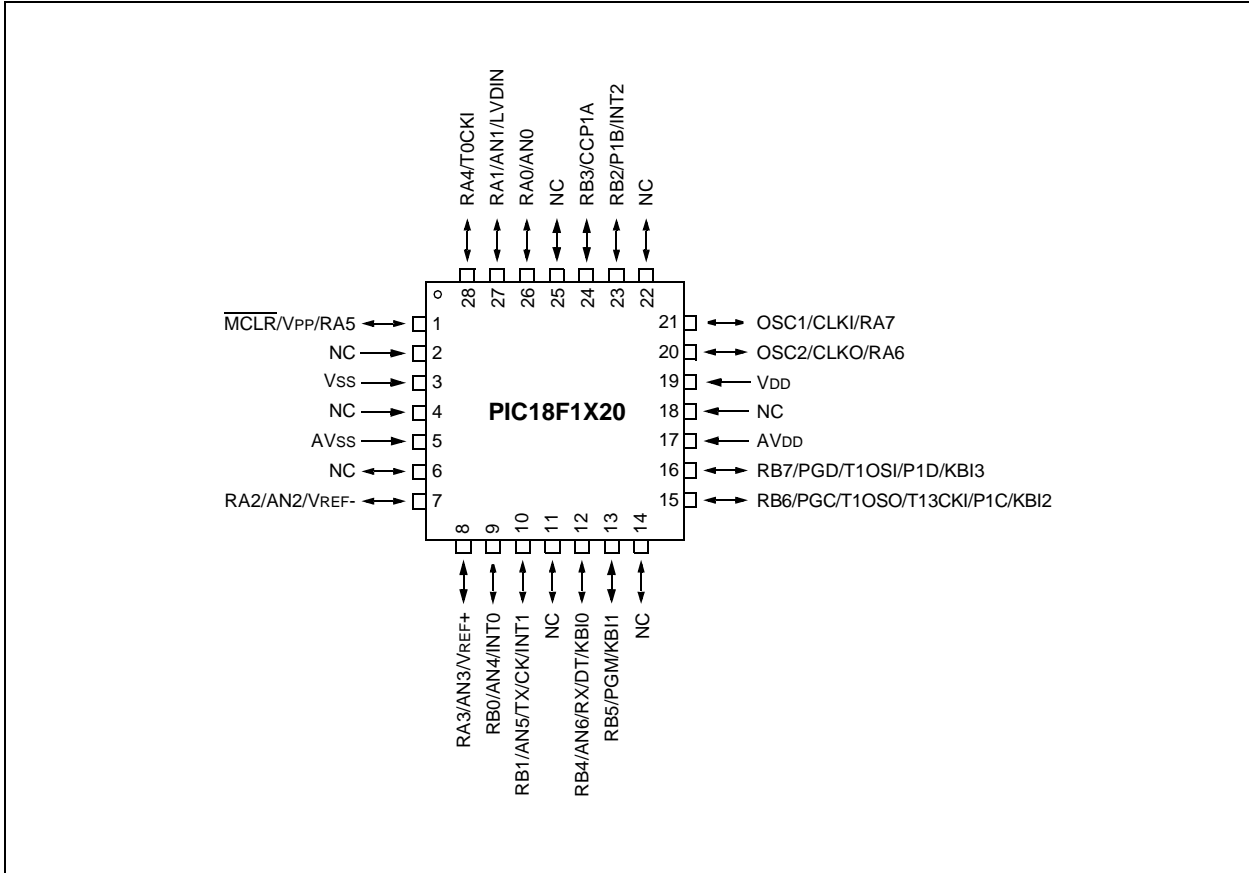 RA4/T0CKI
RA1/AN1/LVDIN
RA0/AN0
NC
RB3/CCP1A
RB2/P1B/INT2
NC
28
27
26
25
24
23
22
MCLR/VPP/RA5
1
NC
2
VSS
3
NC
4
AVSS
5
NC
6
RA2/AN2/VREF-
7
PIC18F1X20
21
OSC1/CLKI/RA7
20
OSC2/CLKO/RA6
19
VDD
18
NC
17
AVDD
16
RB7/PGD/T1OSI/P1D/KBI3
15
RB6/PGC/T1OSO/T13CKI/P1C/KBI2
8
9
10
11
12
13
14
RA3/AN3/VREF+
RB0/AN4/INT0
RB1/AN5/TX/CK/INT1
NC
RB4/AN6/RX/DT/KBI0
RB5/PGM/KBI1
NC